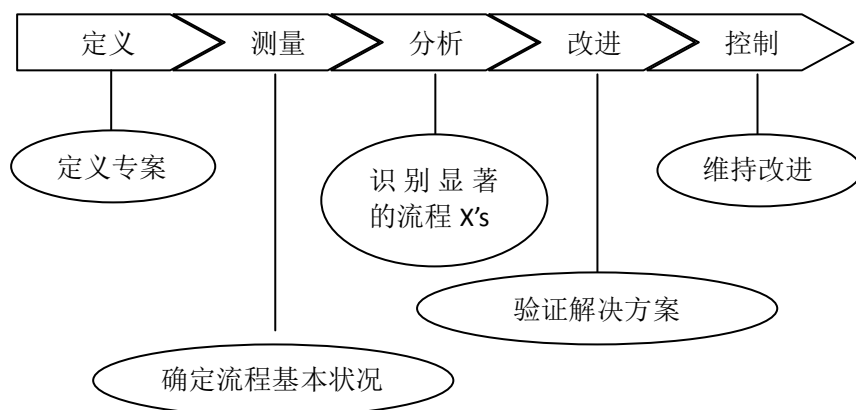 定义
测量
分析
改进
控制
定义专案
识别显著
的流程 X's
维持改进
验证解决方案
确定流程基本状况